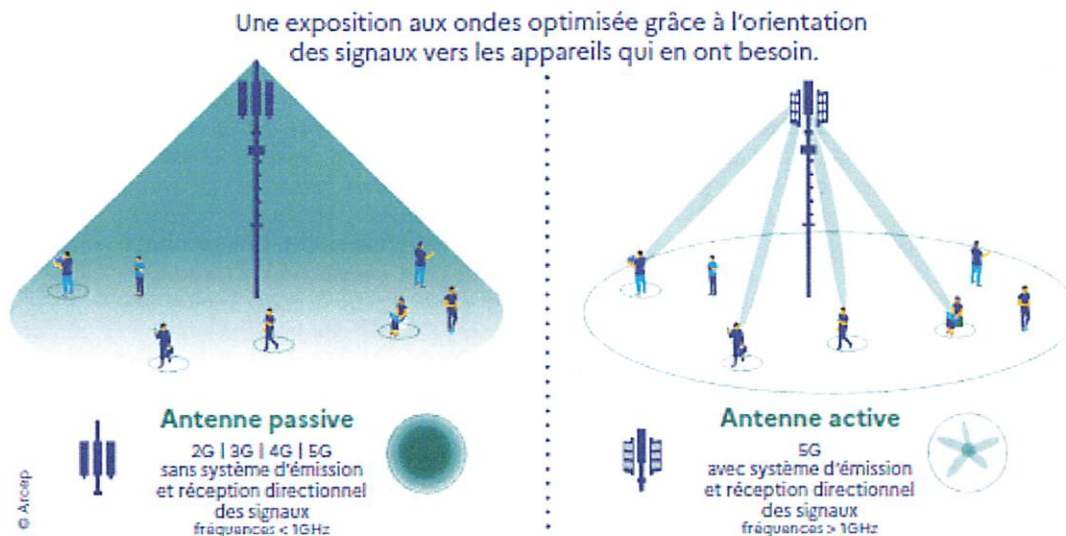 Une exposition aux ondes optimisée grâce à l'orientation
des signaux vers les appareils qui en ont besoin.
Antenne passive
2G | 3G | 4G | 5G
sans système d'émission
et réception directionnel
des signaux
fréquences < 1GHz
© Arcep
Antenne active
5G
avec système d'émission
et réception directionnel
des signaux
fréquences > 1GHz